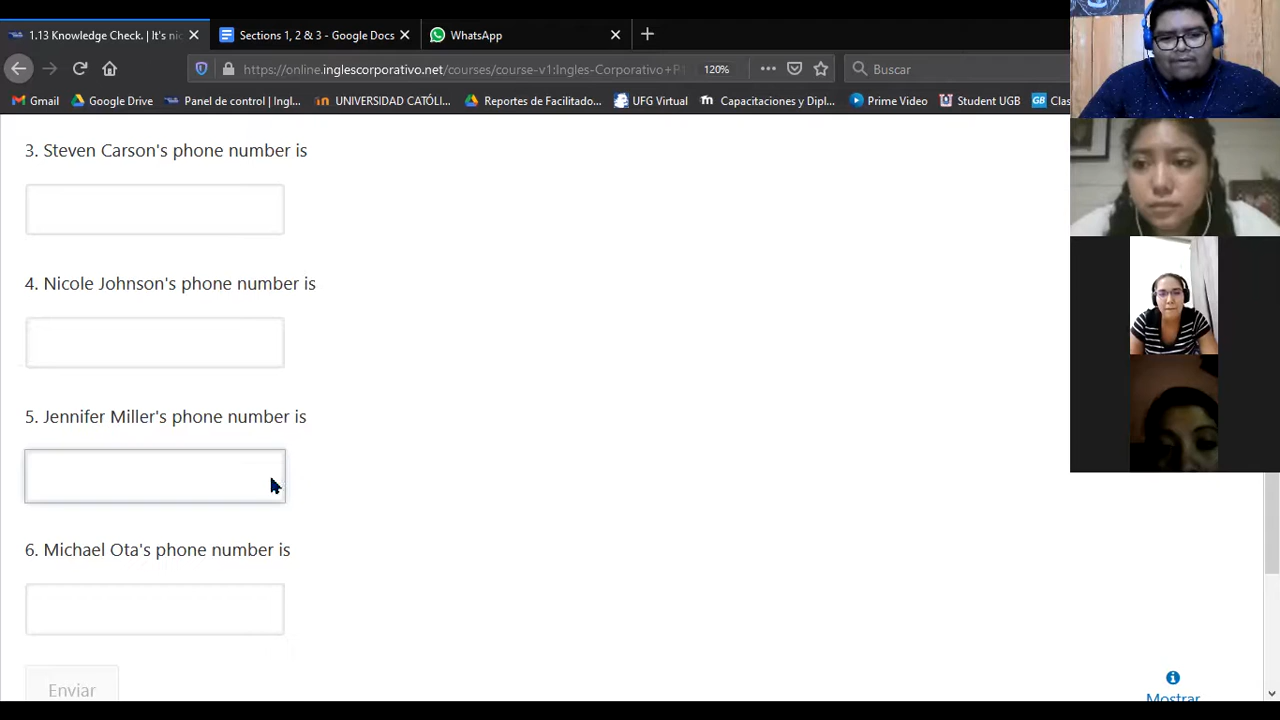 1.13 Knowledge Check. | It's nic
Sections 1, 2 & 3 - Google Docs
WhatsApp
https://online.inglescorporativo.net/courses/course-v1:Ingles-Corporativo+P
120%
Buscar
Gmail
Google Drive
Panel de control | Ingl...
UNIVERSIDAD CATÓLI...
Reportes de Facilitado...
UFG Virtual
Capacitaciones y Dipl...
Prime Video
Student UGB
GB
Clas
3. Steven Carson's phone number is
4. Nicole Johnson's phone number is
5. Jennifer Miller's phone number is
6. Michael Ota's phone number is
Enviar
Mostrar